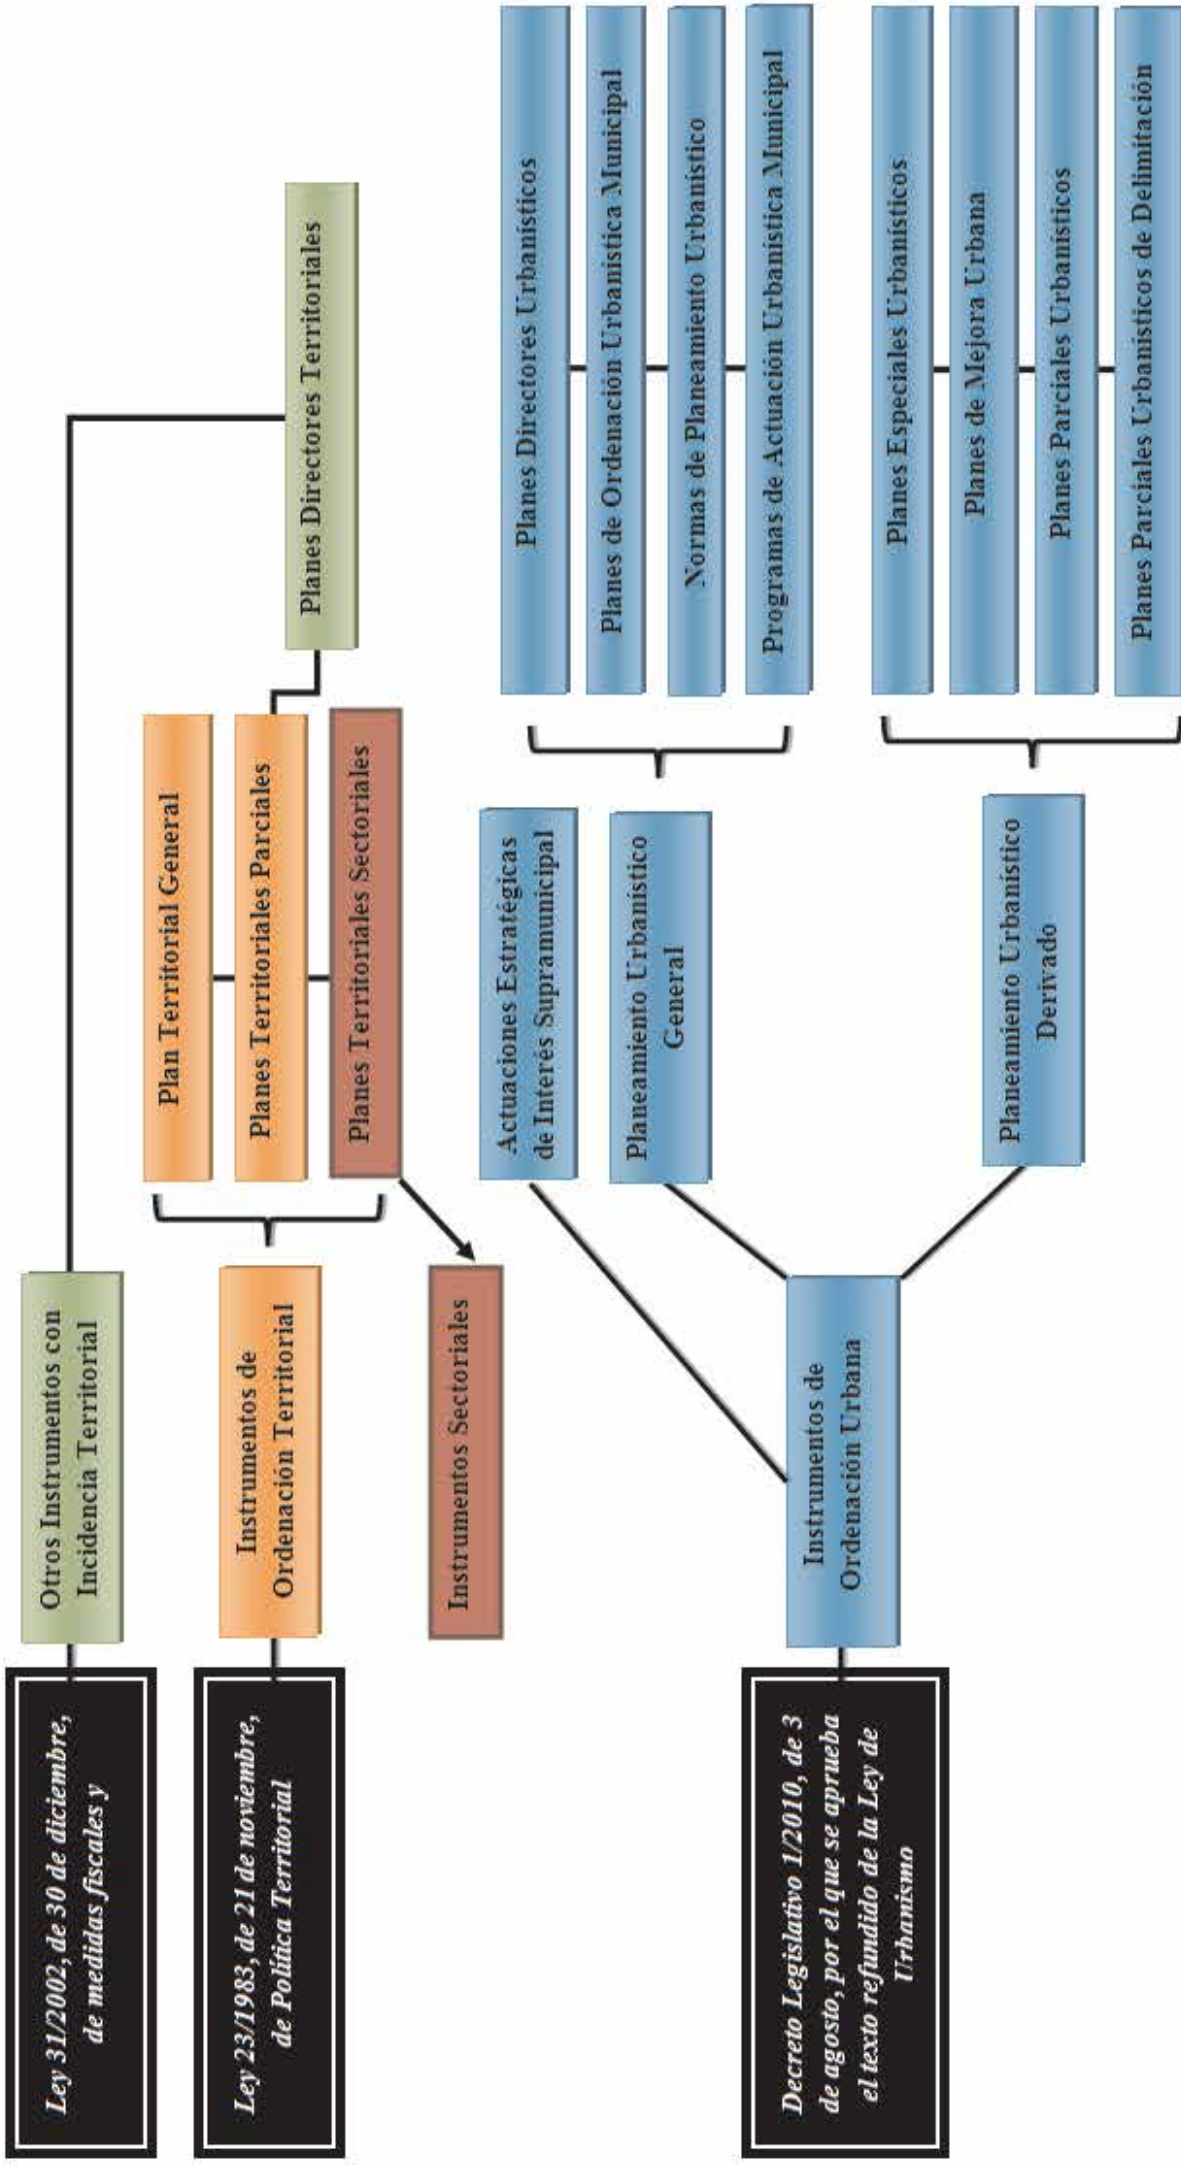 Ley 31/2002, de 30 de diciembre,
de medidas fiscales y
Otros Instrumentos con
Incidencia Territorial
Planes Directores Territoriales
Ley 23/1983, de 21 de noviembre,
de Política Territorial
Instrumentos de
Ordenación Territorial
Plan Territorial General
Planes Territoriales Parciales
Planes Territoriales Sectoriales
Instrumentos Sectoriales
Decreto Legislativo 1/2010, de 3
de agosto, por el que se aprueba
el texto refundido de la Ley de
Urbanismo
Instrumentos de
Ordenación Urbana
Actuaciones Estratégicas
de Interés Supramunicipal
Planeamiento Urbanístico
General
Planes Directores Urbanísticos
Planes de Ordenación Urbanística Municipal
Normas de Planeamiento Urbanístico
Programas de Actuación Urbanística Municipal
Planeamiento Urbanístico
Derivado
Planes Especiales Urbanísticos
Planes de Mejora Urbana
Planes Parciales Urbanísticos
Planes Parciales Urbanísticos de Delimitación